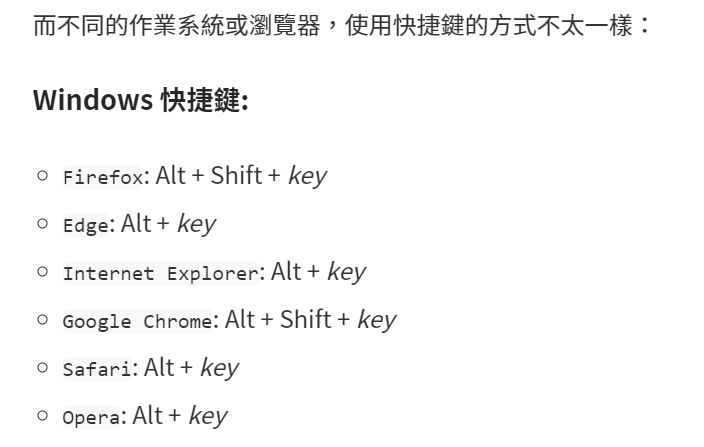 而不同的作業系統或瀏覽器，使用快捷鍵的方式不太一樣：
Windows 快捷鍵:
Firefox: Alt + Shift + key
Edge: Alt + key
Internet Explorer: Alt + key
Google Chrome: Alt + Shift + key
Safari: Alt + key
Opera: Alt + key